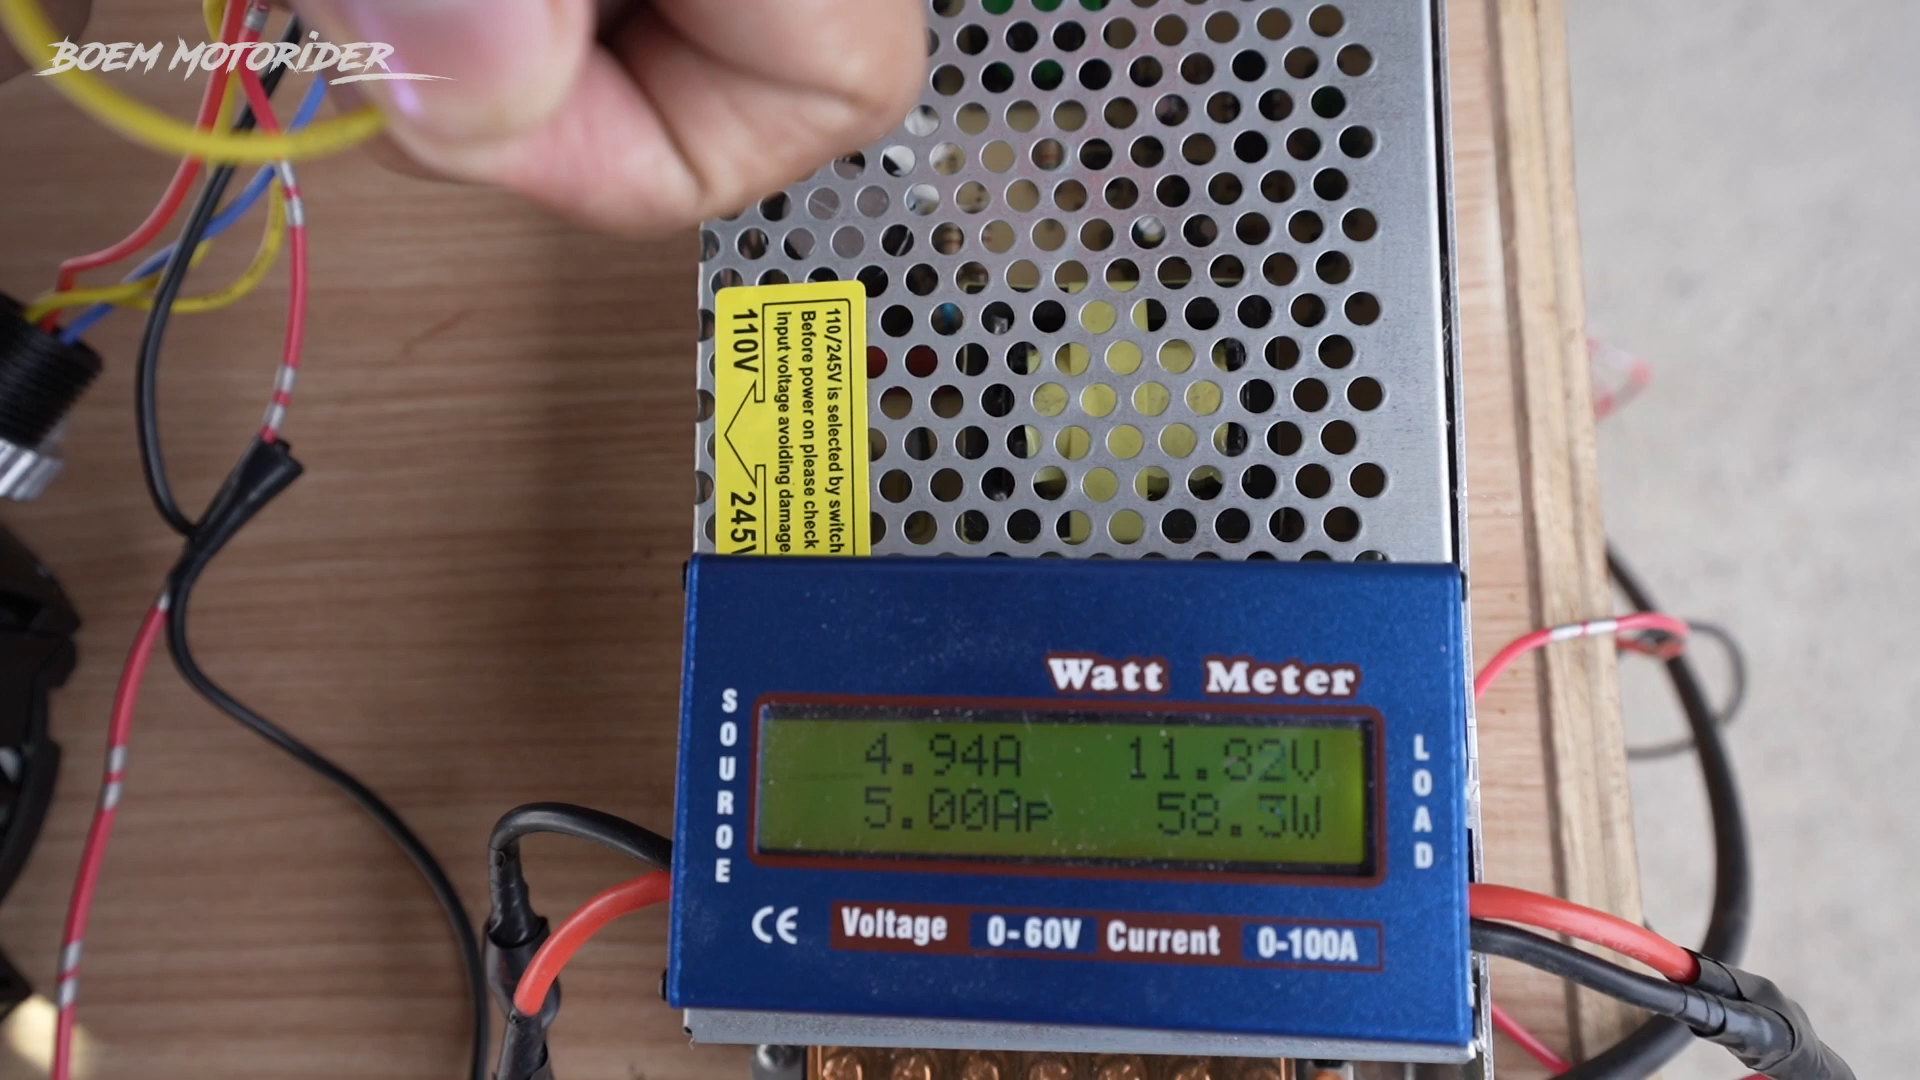 BOEM MOTORIDER
110/245V is selected by switch
Before power on please check
Input voltage avoiding damage.
110V 245V
Watt Meter
SOUROE
4.94A 11.82V
5.00Ap 58.3W
LOAD
CE Voltage 0-60V Current 0-100A